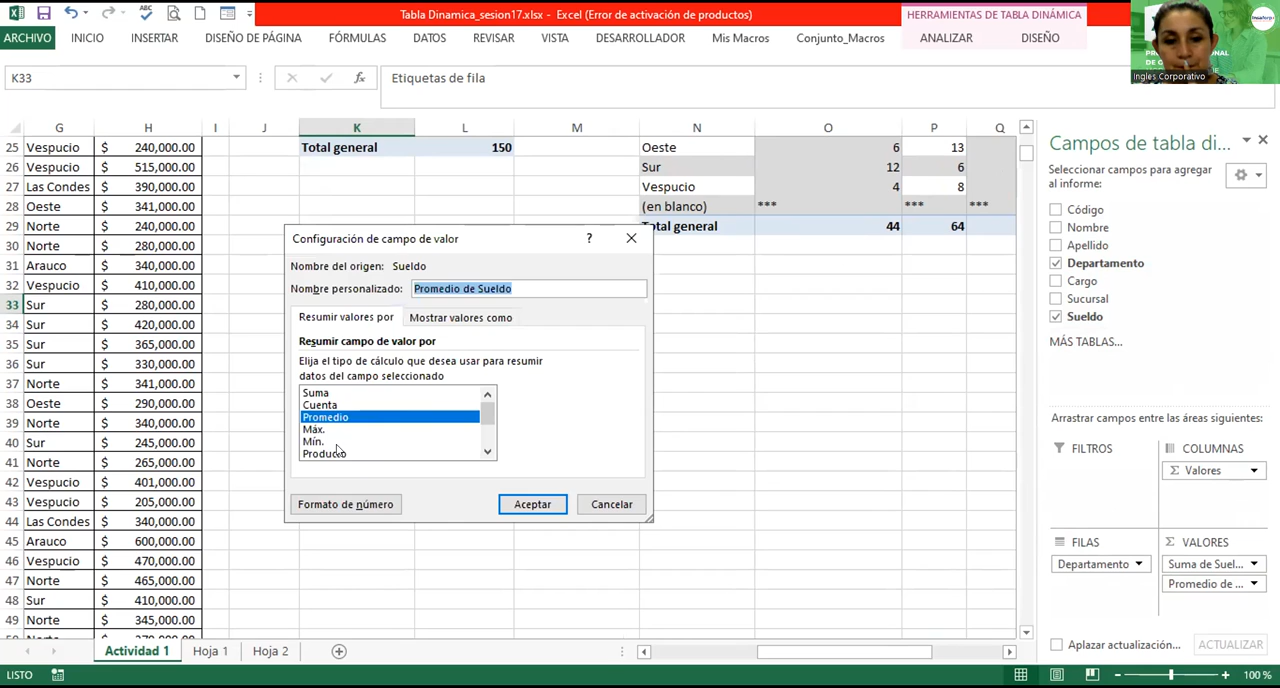 Tabla Dinamica_sesion17.xlsx - Excel (Error de activación de productos)
HERRAMIENTAS DE TABLA DINÁMICA
ARCHIVO INICIO INSERTAR DISEÑO DE PÁGINA FÓRMULAS DATOS REVISAR VISTA DESARROLLADOR Mis Macros Conjunto_Macros ANALIZAR DISEÑO
Ingles Corporativo
K33 fx Etiquetas de fila
G H I J K L M N O P Q
25 Vespucio $ 240,000.00 Total general 150 Oeste 6 13
26 Vespucio $ 515,000.00 Sur 12 6
27 Las Condes $ 390,000.00 Vespucio 4 8
28 Oeste $ 341,000.00 (en blanco) *** *** ***
29 Norte $ 240,000.00 Total general 44 64
30 Norte $ 280,000.00
31 Arauco $ 340,000.00
32 Vespucio $ 410,000.00
33 Sur $ 280,000.00
34 Sur $ 420,000.00
35 Sur $ 365,000.00
36 Sur $ 330,000.00
37 Norte $ 341,000.00
38 Oeste $ 290,000.00
39 Norte $ 340,000.00
40 Sur $ 245,000.00
41 Norte $ 265,000.00
42 Vespucio $ 401,000.00
43 Vespucio $ 205,000.00
44 Las Condes $ 340,000.00
45 Arauco $ 600,000.00
46 Vespucio $ 470,000.00
47 Norte $ 465,000.00
48 Sur $ 410,000.00
49 Norte $ 345,000.00
Configuración de campo de valor ?
Nombre del origen: Sueldo
Nombre personalizado: Promedio de Sueldo
Resumir valores por Mostrar valores como
Resumir campo de valor por
Elija el tipo de cálculo que desea usar para resumir
datos del campo seleccionado
Suma
Cuenta
Promedio
Máx.
Mín.
Producto
Formato de número Aceptar Cancelar
Campos de tabla di...
Seleccionar campos para agregar
al informe:
Código
Nombre
Apellido
Departamento
Cargo
Sucursal
Sueldo
MÁS TABLAS...
Arrastrar campos entre las áreas siguientes:
FILTROS COLUMNAS
Σ Valores
FILAS Σ VALORES
Departamento Suma de Suel...
Promedio de ...
Aplazar actualización... ACTUALIZAR
Actividad 1 Hoja 1 Hoja 2
LISTO 100 %